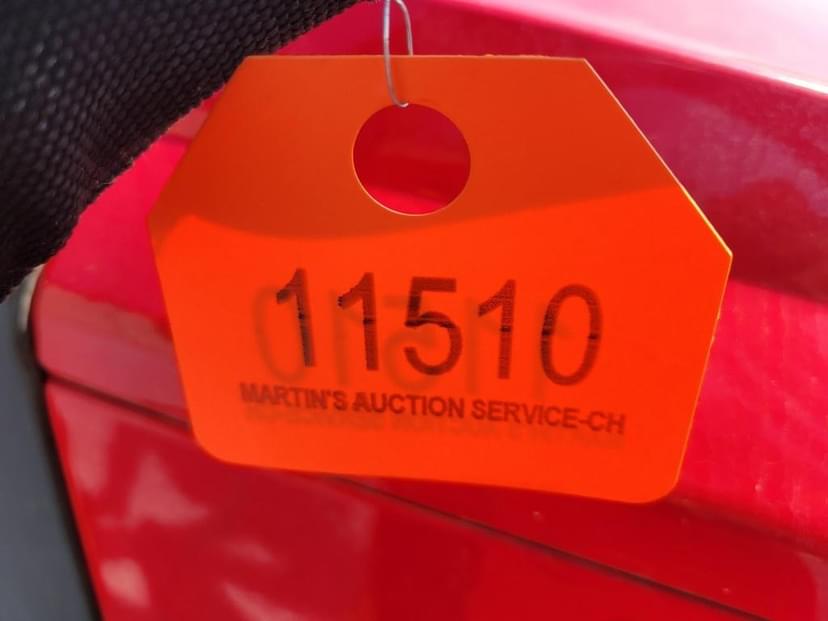 11510
MARTIN'S AUCTION SERVICE-CH